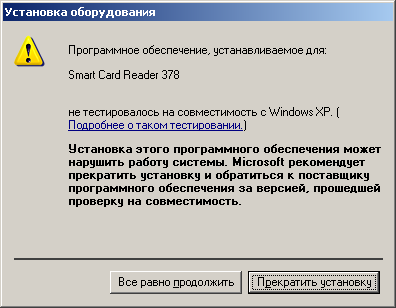 Установка оборудования
Программное обеспечение, устанавливаемое для:
Smart Card Reader 378
не тестировалось на совместимость с Windows XP. (
Подробнее о таком тестировании.)
Установка этого программного обеспечения может
нарушить работу системы. Microsoft рекомендует
прекратить установку и обратиться к поставщику
программного обеспечения за версией, прошедшей
проверку на совместимость.
Все равно продолжить
Прекратить установку